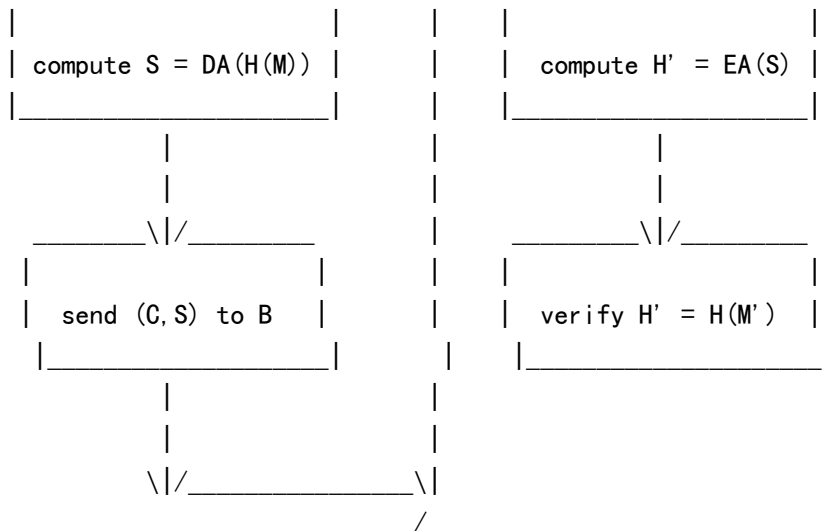 compute S = DA(H(M)) compute H' = EA(S)
send (C,S) to B verify H' = H(M')